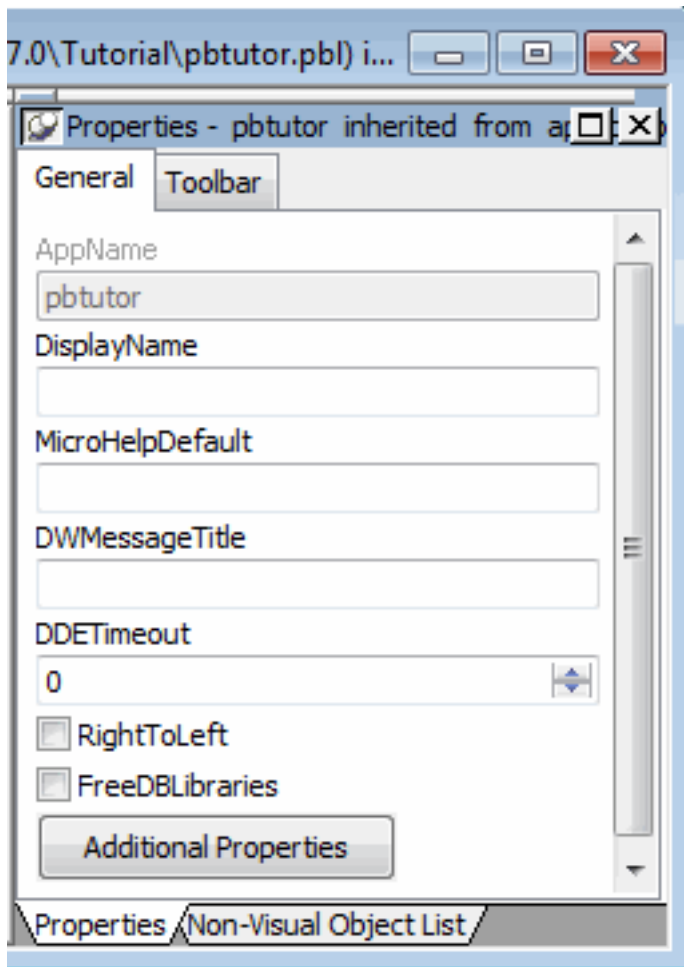 7.0\Tutorial\pbtutor.pbl) i...
Properties - pbtutor inherited from
General Toolbar
AppName
pbtutor
DisplayName
MicroHelpDefault
DWMessageTitle
DDETimeout
0
RightToLeft
FreeDBLibraries
Additional Properties
Properties Non-Visual Object List